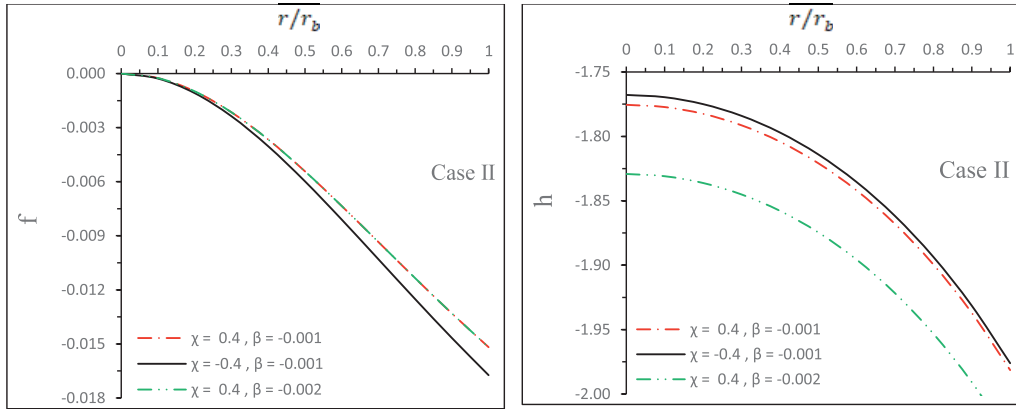 r/r_b
0 0.1 0.2 0.3 0.4 0.5 0.6 0.7 0.8 0.9 1
0.000
-0.003
-0.006
-0.009
-0.012
-0.015
-0.018
f
Case II
χ = 0.4 , β = -0.001
χ = -0.4 , β = -0.001
χ = 0.4 , β = -0.002
r/r_b
0 0.1 0.2 0.3 0.4 0.5 0.6 0.7 0.8 0.9 1
-1.75
-1.80
-1.85
-1.90
-1.95
-2.00
h
Case II
χ = 0.4 , β = -0.001
χ = -0.4 , β = -0.001
χ = 0.4 , β = -0.002